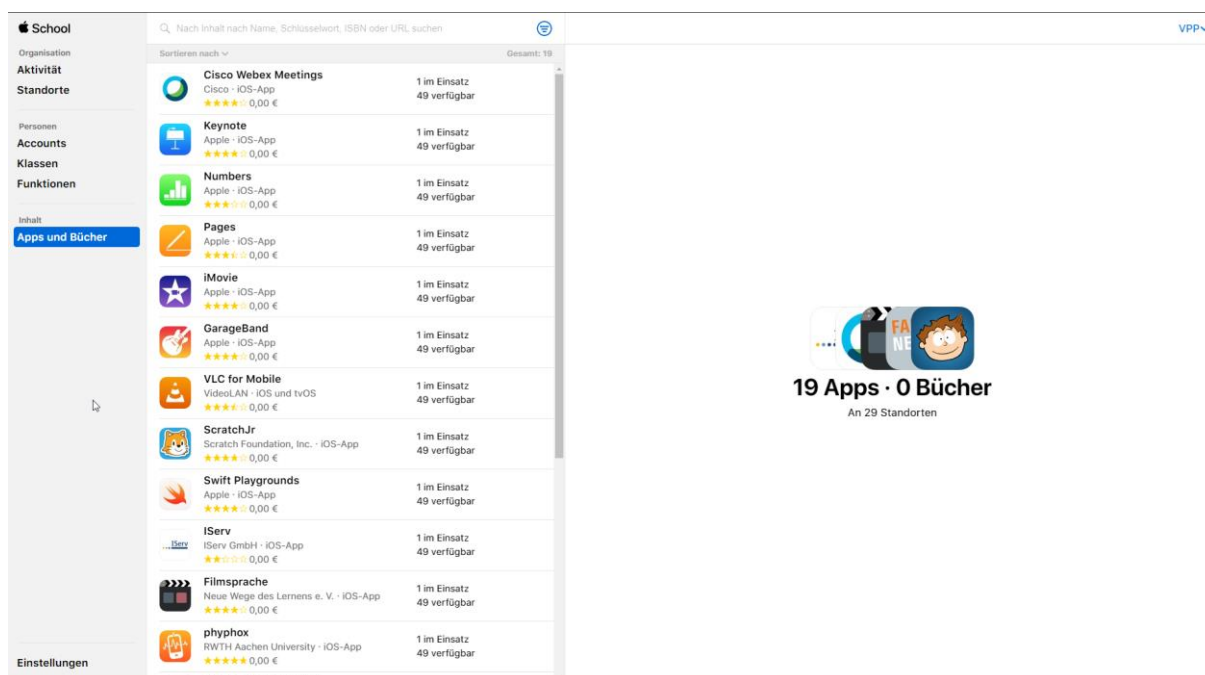 School
Organisation
Aktivität
Standorte
Personen
Accounts
Klassen
Funktionen
Inhalt
Apps und Bücher
Einstellungen
Nach Inhalt nach Name, Schlüsselwort, ISBN oder URL suchen
Sortieren nach
Gesamt: 19
Cisco Webex Meetings
Cisco · iOS-App
0,00 €
1 im Einsatz
49 verfügbar
Keynote
Apple · iOS-App
0,00 €
1 im Einsatz
49 verfügbar
Numbers
Apple · iOS-App
0,00 €
1 im Einsatz
49 verfügbar
Pages
Apple · iOS-App
0,00 €
1 im Einsatz
49 verfügbar
iMovie
Apple · iOS-App
0,00 €
1 im Einsatz
49 verfügbar
GarageBand
Apple · iOS-App
0,00 €
1 im Einsatz
49 verfügbar
VLC for Mobile
VideoLAN · iOS und tvOS
0,00 €
1 im Einsatz
49 verfügbar
ScratchJr
Scratch Foundation, Inc. · iOS-App
0,00 €
1 im Einsatz
49 verfügbar
Swift Playgrounds
Apple · iOS-App
0,00 €
1 im Einsatz
49 verfügbar
IServ
IServ
IServ GmbH · iOS-App
0,00 €
1 im Einsatz
49 verfügbar
Filmsprache
Neue Wege des Lernens e. V. · iOS-App
0,00 €
1 im Einsatz
49 verfügbar
phyphox
RWTH Aachen University · iOS-App
0,00 €
1 im Einsatz
49 verfügbar
VPP
FA
NE
19 Apps · 0 Bücher
An 29 Standorten